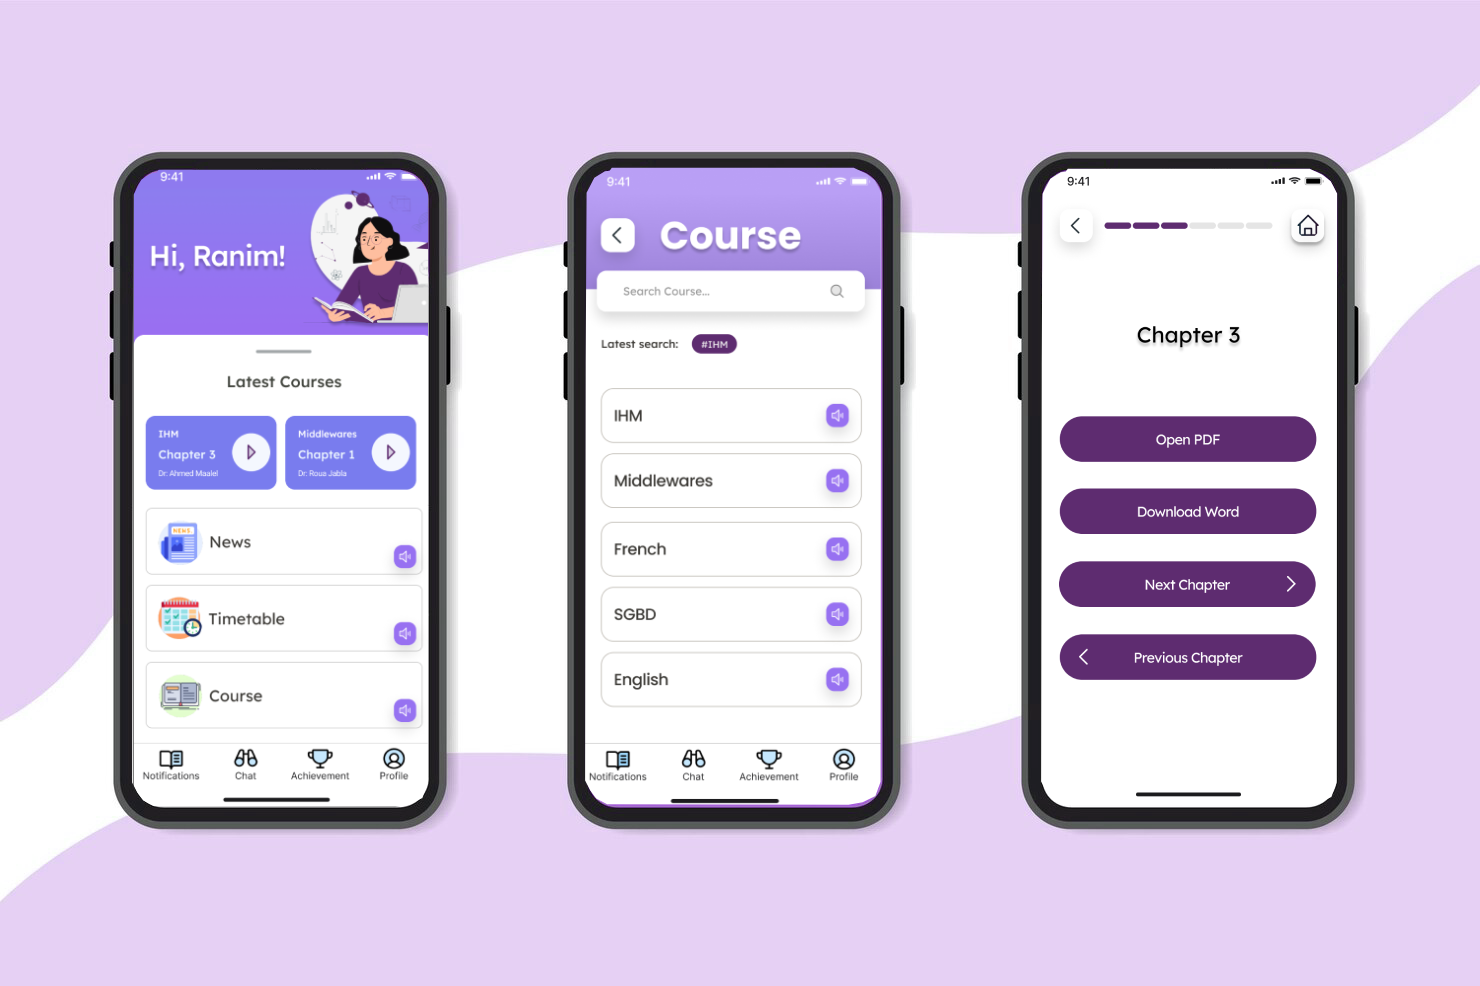 9:41
Hi, Ranim!
Latest Courses
IHM
Chapter 3
Dr. Ahmed Maalel
Middlewares
Chapter 1
Dr. Roua Jabla
NEWS
News
Timetable
Course
Notifications
Chat
Achievement
Profile
9:41
Course
Search Course...
Latest search:
#IHM
IHM
Middlewares
French
SGBD
English
Notifications
Chat
Achievement
Profile
9:41
Chapter 3
Open PDF
Download Word
Next Chapter
Previous Chapter